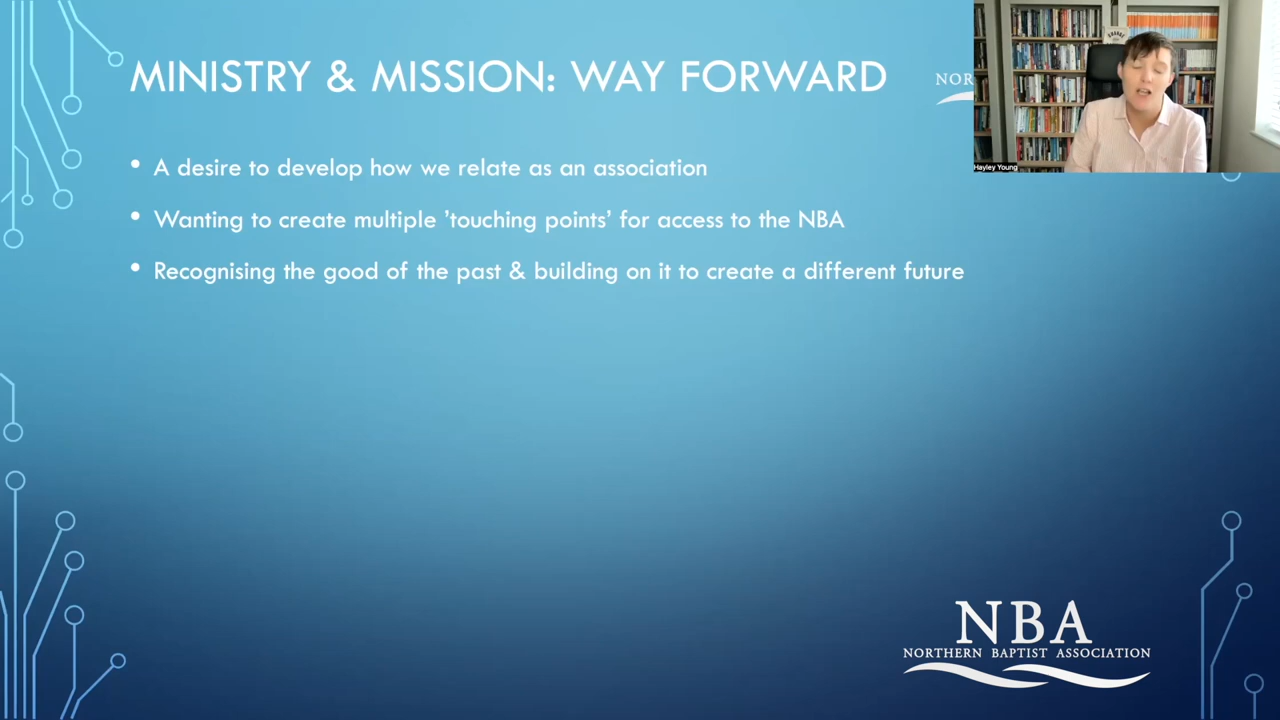 MINISTRY & MISSION: WAY FORWARD
NOR
Hayley Young
• A desire to develop how we relate as an association
• Wanting to create multiple ’touching points’ for access to the NBA
• Recognising the good of the past & building on it to create a different future
NBA
NORTHERN BAPTIST ASSOCIATION